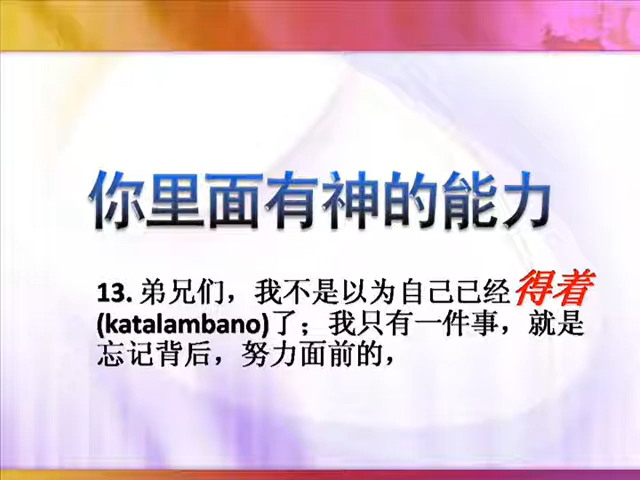 你里面有神的能力
13. 弟兄们，我不是以为自己已经得着
(katalambano)了；我只有一件事，就是
忘记背后，努力面前的，